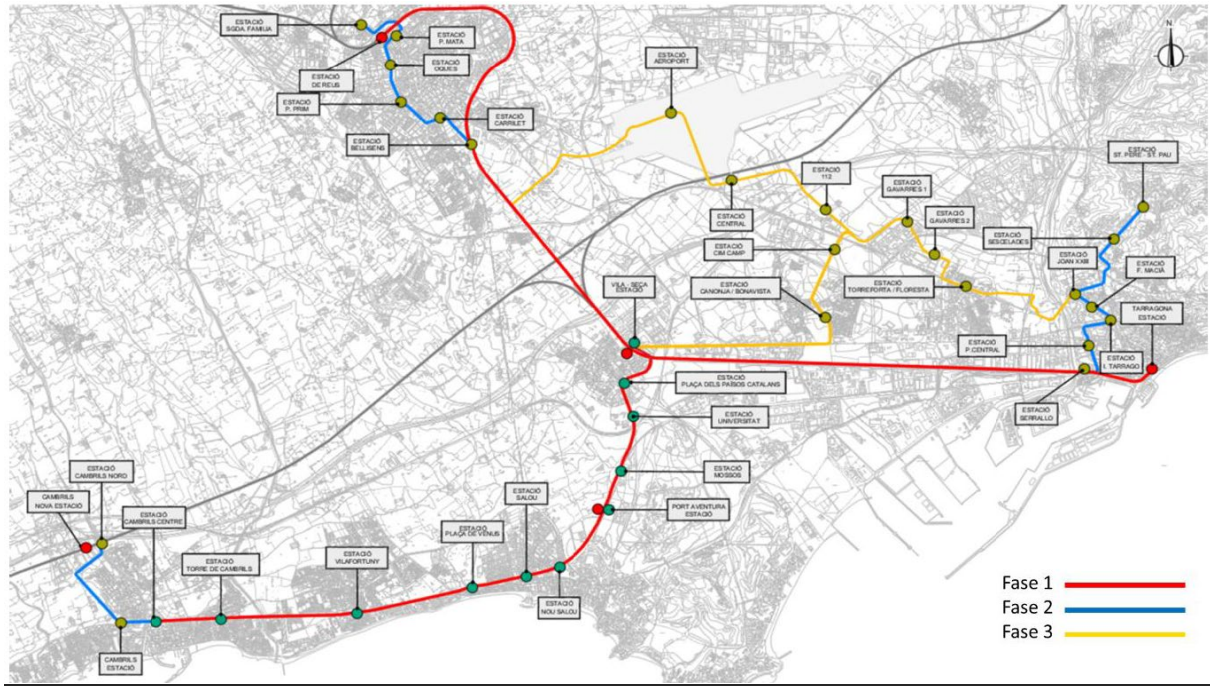 ESTACIÓ
SGDA. FAMILIA
ESTACIÓ
P. MATA
ESTACIÓ
DE REUS
ESTACIÓ
OQUES
ESTACIÓ
P. PRIM
ESTACIÓ
CARRILET
ESTACIÓ
BELLISENS
ESTACIÓ
AEROPORT
N
ESTACIÓ
ST. PERE - ST. PAU
ESTACIÓ
112
ESTACIÓ
GAVARRES 1
ESTACIÓ
GAVARRES 2
ESTACIÓ
CENTRAL
ESTACIÓ
CIM CAMP
ESTACIÓ
SESCELADES
ESTACIÓ
JOAN XXIII
ESTACIÓ
F. MACIÀ
VILA - SECA
ESTACIÓ
ESTACIÓ
CANONJA / BONAVISTA
ESTACIÓ
TORREFORTA / FLORESTA
TARRAGONA
ESTACIÓ
ESTACIÓ
P.CENTRAL
ESTACIÓ
I. TARRAGO
ESTACIÓ
PLAÇA DELS PAÏSOS CATALANS
ESTACIÓ
SERRALLO
ESTACIÓ
UNIVERSITAT
ESTACIÓ
MOSSOS
ESTACIÓ
CAMBRILS NORD
CAMBRILS
NOVA ESTACIÓ
ESTACIÓ
CAMBRILS CENTRE
ESTACIÓ
SALOU
PORT AVENTURA
ESTACIÓ
ESTACIÓ
PLAÇA DE VENUS
ESTACIÓ
TORRE DE CAMBRILS
ESTACIÓ
VILAFORTUNY
ESTACIÓ
NOU SALOU
CAMBRILS
ESTACIÓ
Fase 1
Fase 2
Fase 3